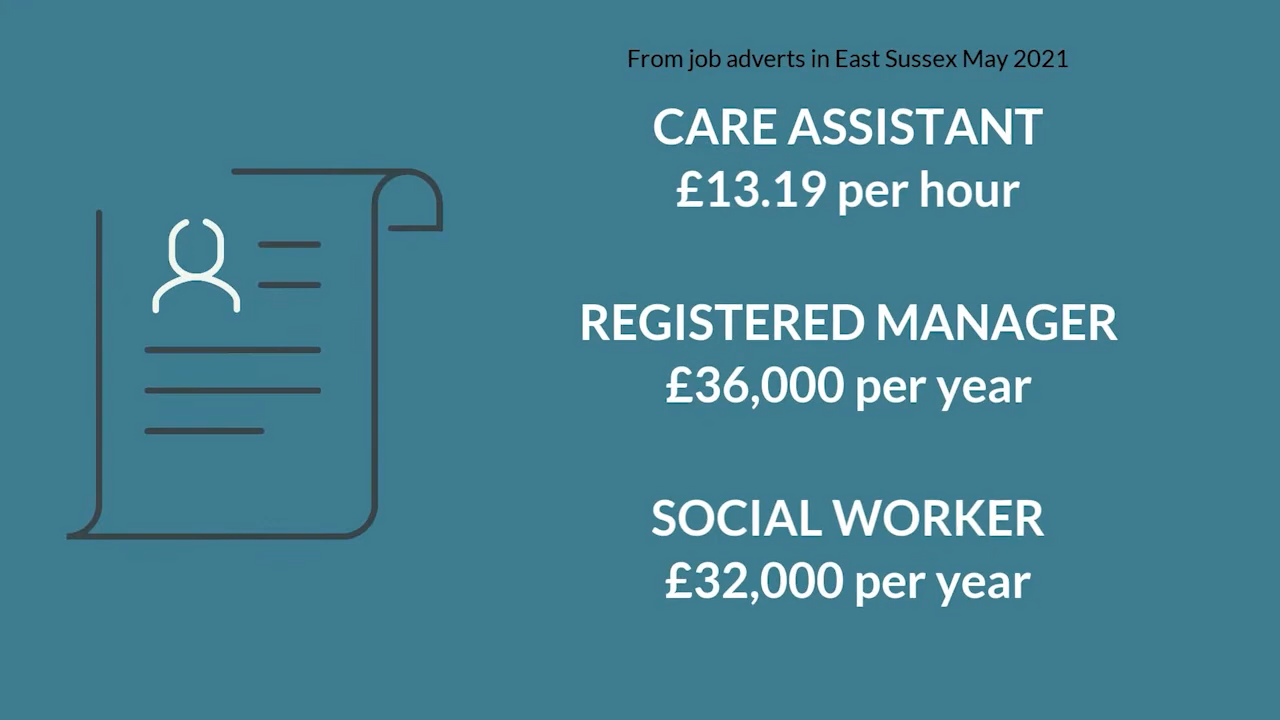 From job adverts in East Sussex May 2021
CARE ASSISTANT
£13.19 per hour
REGISTERED MANAGER
£36,000 per year
SOCIAL WORKER
£32,000 per year